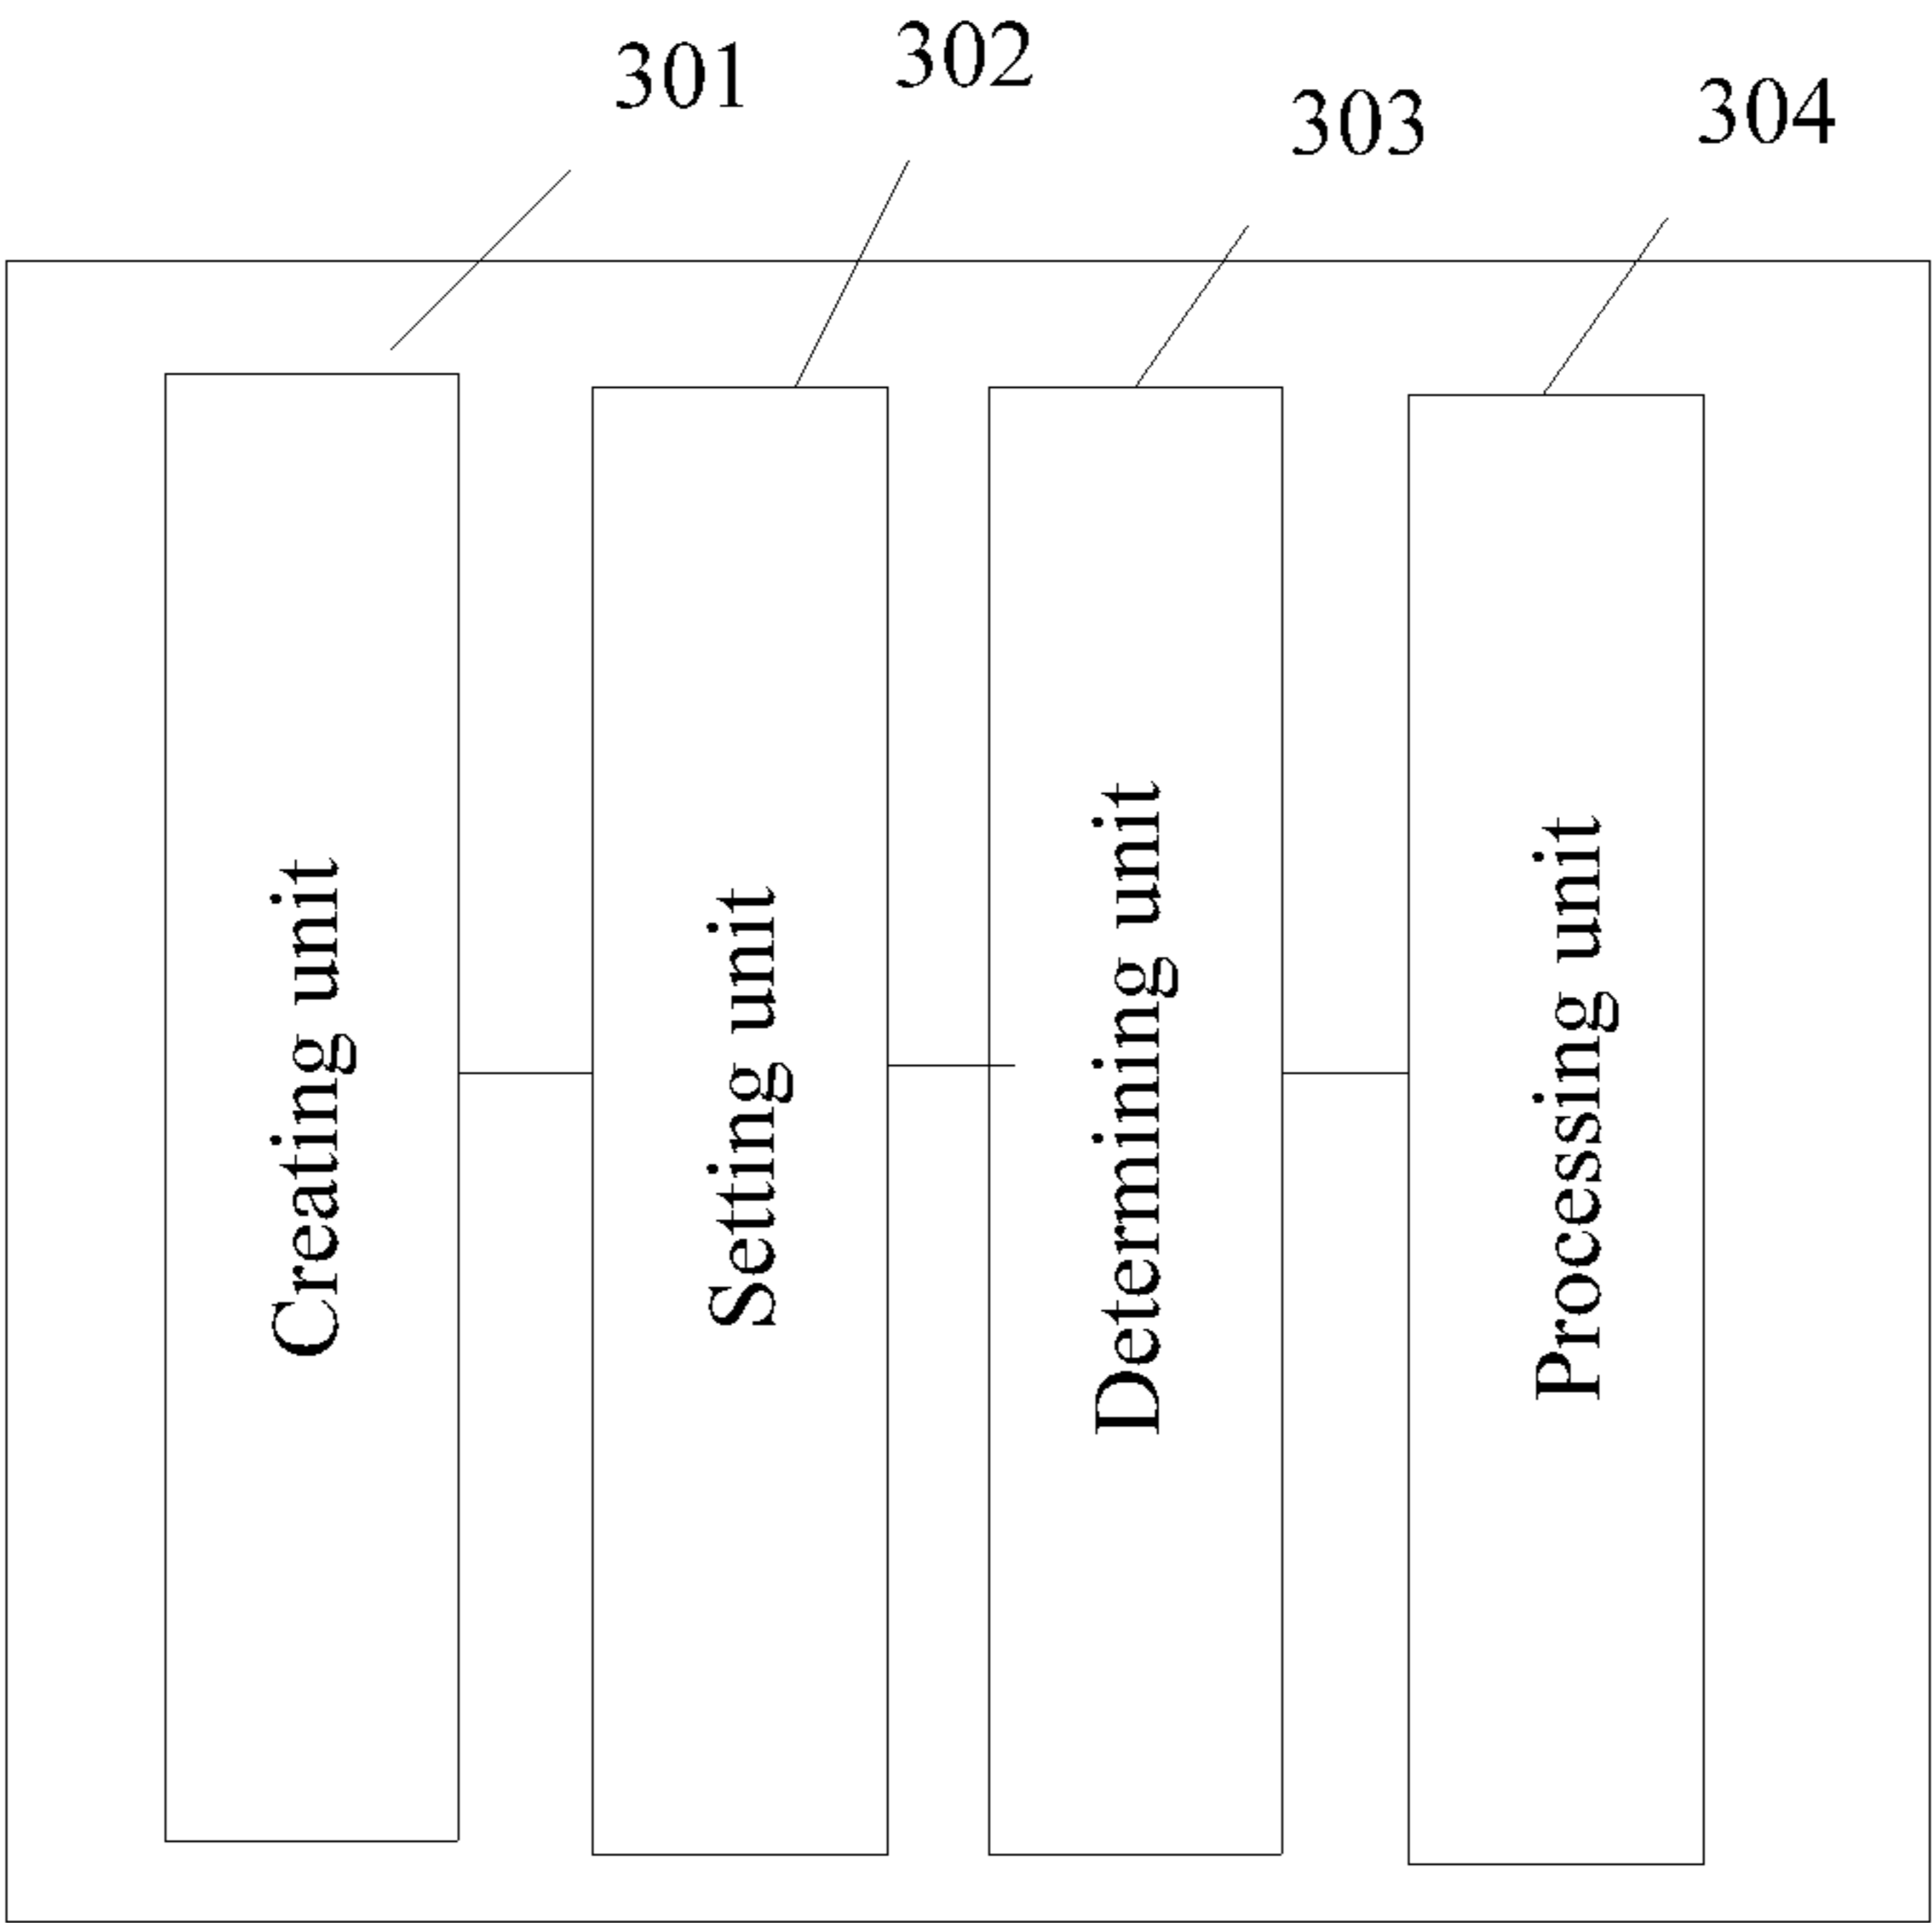 301
302
303
304
Creating unit
Setting unit
Determining unit
Processing unit